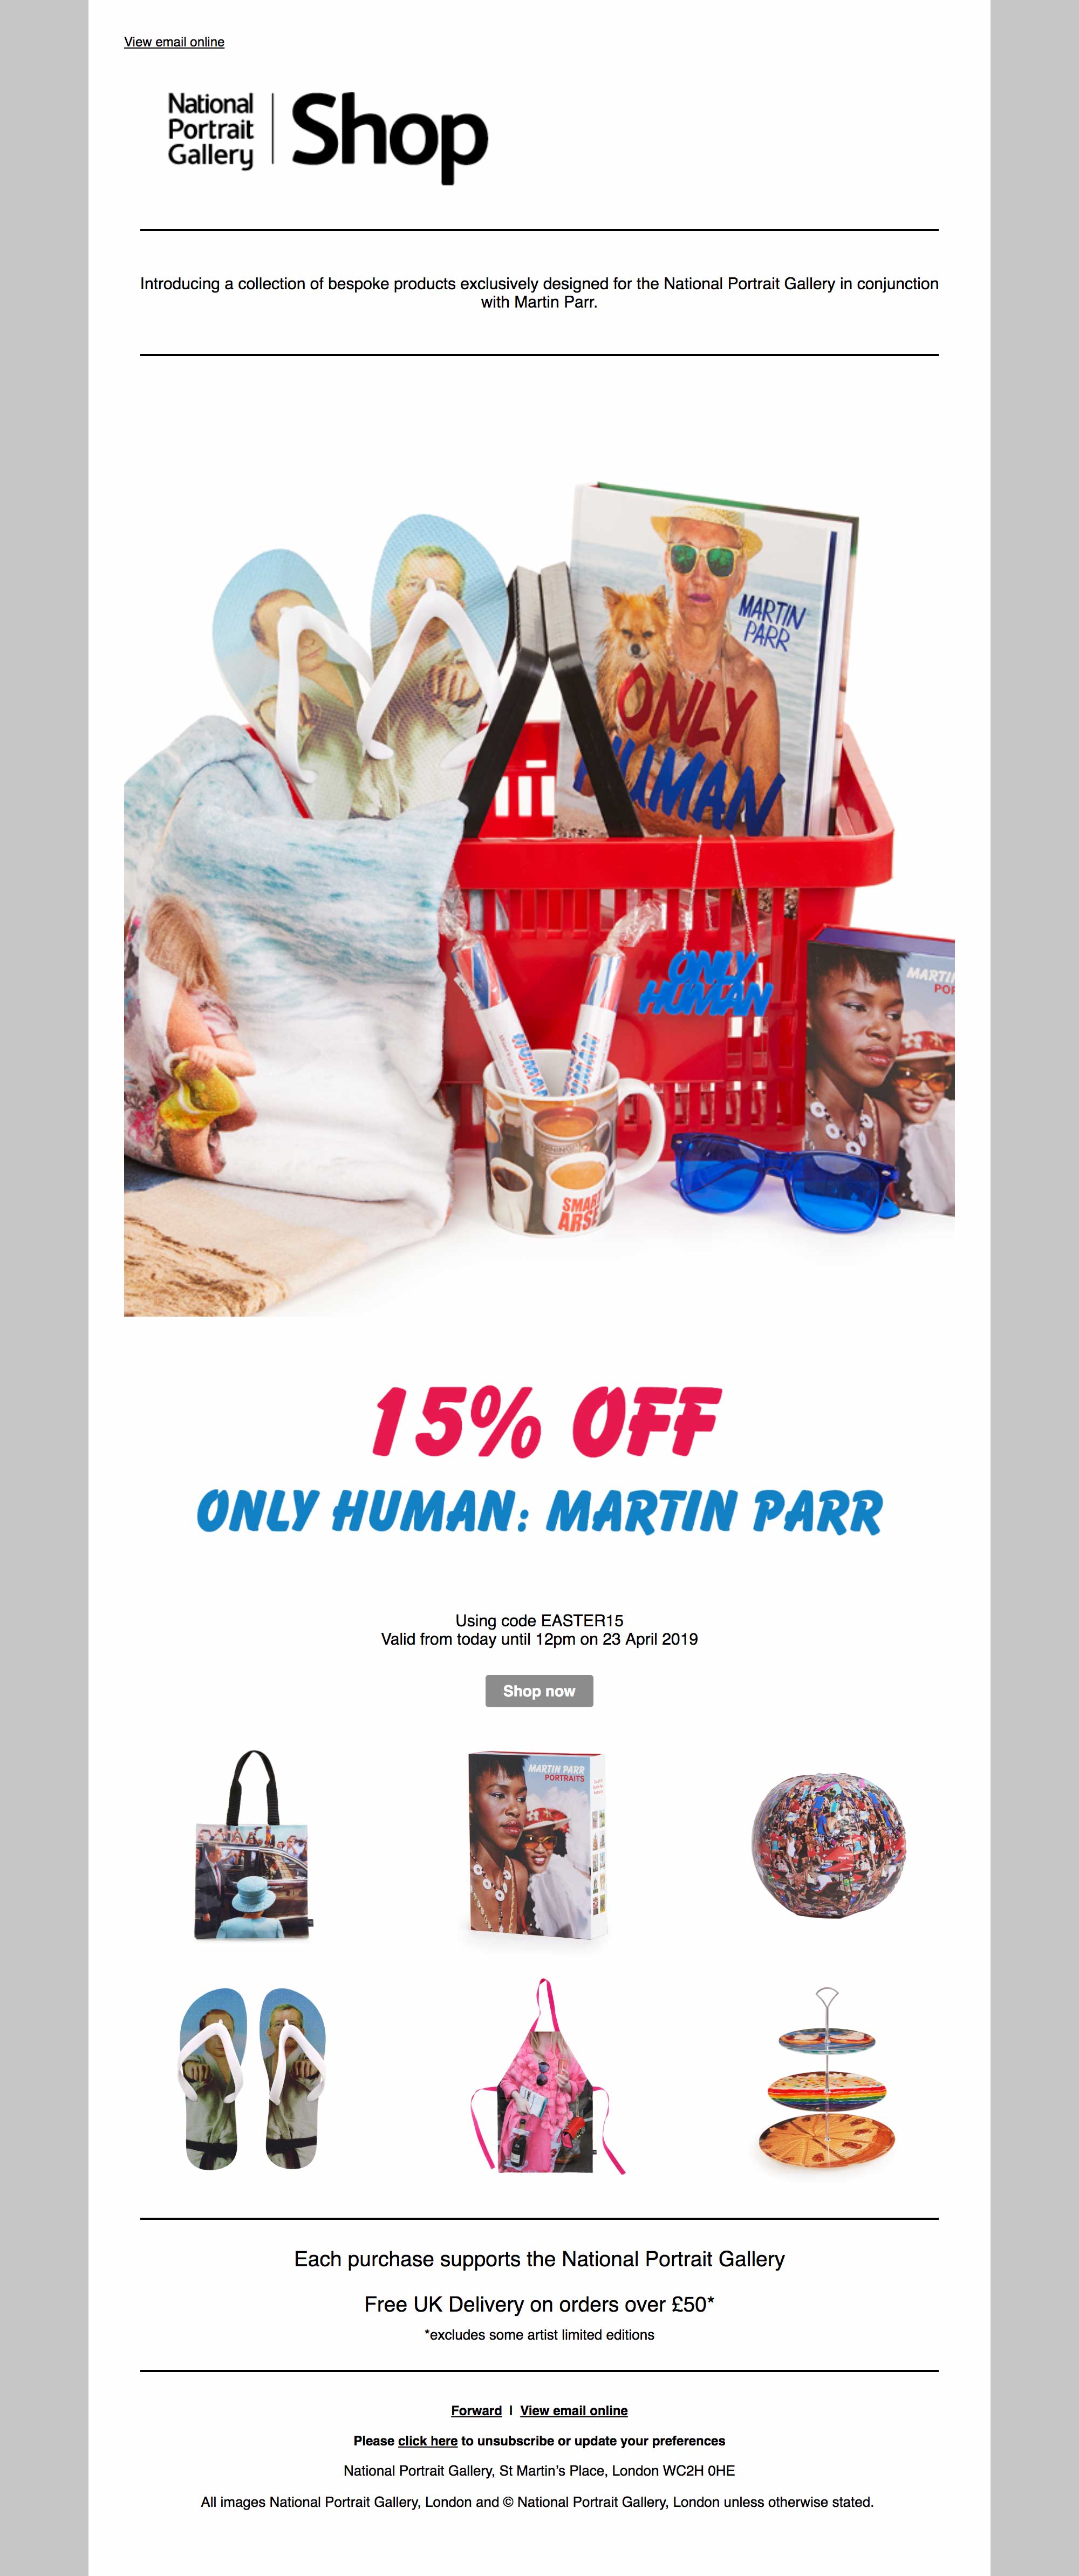 View email online
National
Portrait
Gallery
Shop
Introducing a collection of bespoke products exclusively designed for the National Portrait Gallery in conjunction
with Martin Parr.
MARTIN
PARR
ONLY
HUMAN
ONLY
HUMAN
HUMAN
HUMAN
SMART
ARSE
15% OFF
ONLY HUMAN: MARTIN PARR
Using code EASTER15
Valid from today until 12pm on 23 April 2019
Shop now
MARTIN PARR
PORTRAITS
Each purchase supports the National Portrait Gallery
Free UK Delivery on orders over £50*
*excludes some artist limited editions
Forward | View email online
Please click here to unsubscribe or update your preferences
National Portrait Gallery, St Martin's Place, London WC2H 0HE
All images National Portrait Gallery, London and © National Portrait Gallery, London unless otherwise stated.